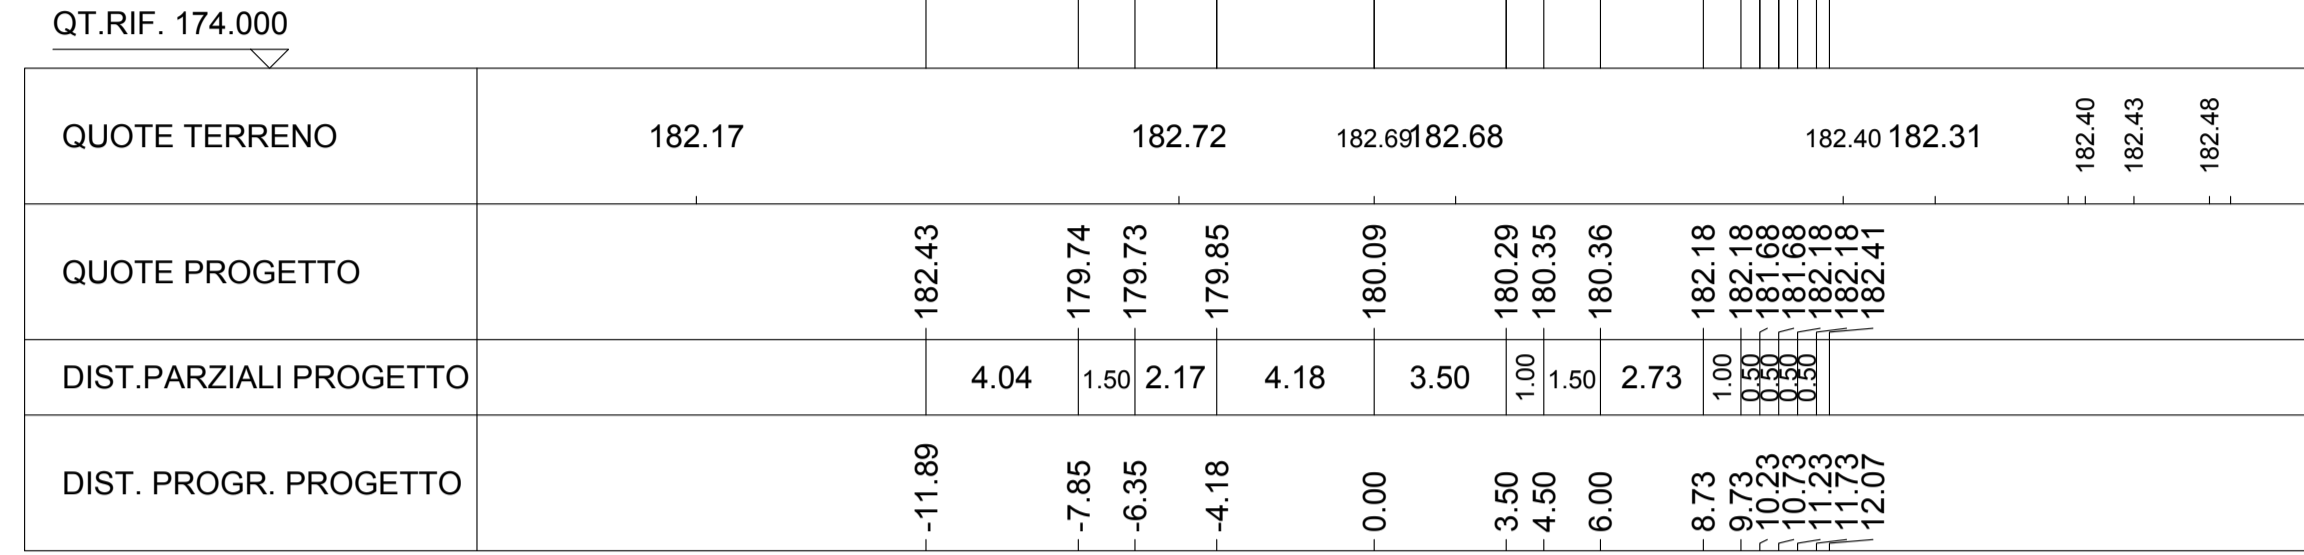 QT.RIF. 174.000
QUOTE TERRENO 182.17 182.72 182.69 182.68 182.40 182.31 182.40 182.43 182.48
QUOTE PROGETTO 182.43 179.74 179.73 179.85 180.09 180.29 180.35 180.36 182.18 182.18 181.68 181.68 182.18 182.18 182.41
DIST.PARZIALI PROGETTO 4.04 1.50 2.17 4.18 3.50 1.00 1.50 2.73 1.00 0.50 0.50 0.50 0.50
DIST. PROGR. PROGETTO -11.89 -7.85 -6.35 -4.18 0.00 3.50 4.50 6.00 8.73 9.73 10.23 10.73 11.23 11.73 12.07